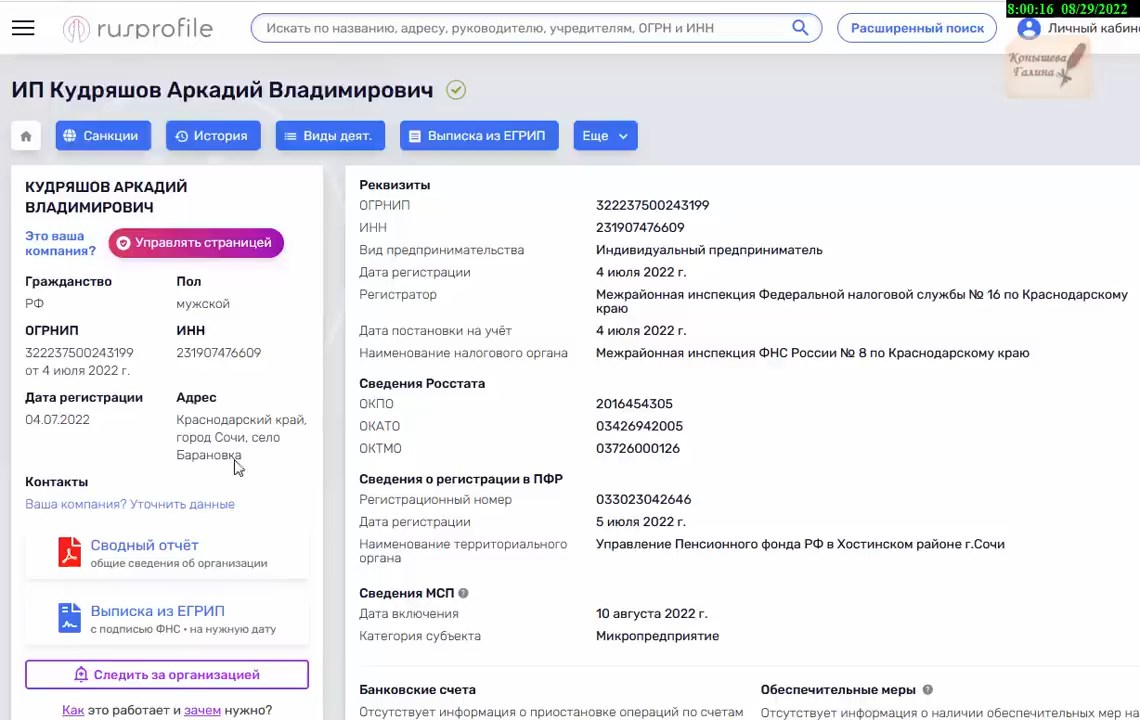 8:00:16 08/29/2022
rusprofile
Искать по названию, адресу, руководителю, учредителям, ОГРН и ИНН
Расширенный поиск
Личный кабин
Конышева
Галина
ИП Кудряшов Аркадий Владимирович
Санкции
История
Виды деят.
Выписка из ЕГРИП
Еще
КУДРЯШОВ АРКАДИЙ
ВЛАДИМИРОВИЧ
Это ваша
компания?
Управлять страницей
Гражданство
Пол
РФ
мужской
ОГРНИП
ИНН
322237500243199
231907476609
от 4 июля 2022 г.
Дата регистрации
Адрес
04.07.2022
Краснодарский край,
город Сочи, село
Барановка
Контакты
Ваша компания? Уточнить данные
Сводный отчёт
общие сведения об организации
Выписка из ЕГРИП
с подписью ФНС • на нужную дату
Следить за организацией
Как это работает и зачем нужно?
Реквизиты
ОГРНИП 322237500243199
ИНН 231907476609
Вид предпринимательства Индивидуальный предприниматель
Дата регистрации 4 июля 2022 г.
Регистратор Межрайонная инспекция Федеральной налоговой службы № 16 по Краснодарскому
краю
Дата постановки на учёт 4 июля 2022 г.
Наименование налогового органа Межрайонная инспекция ФНС России № 8 по Краснодарскому краю
Сведения Росстата
ОКПО 2016454305
ОКАТО 03426942005
ОКТМО 03726000126
Сведения о регистрации в ПФР
Регистрационный номер 033023042646
Дата регистрации 5 июля 2022 г.
Наименование территориального Управление Пенсионного фонда РФ в Хостинском районе г.Сочи
органа
Сведения МСП ?
Дата включения 10 августа 2022 г.
Категория субъекта Микропредприятие
Банковские счета
Отсутствует информация о приостановке операций по счетам
Обеспечительные меры ?
Отсутствует информация о наличии обеспечительных мер на